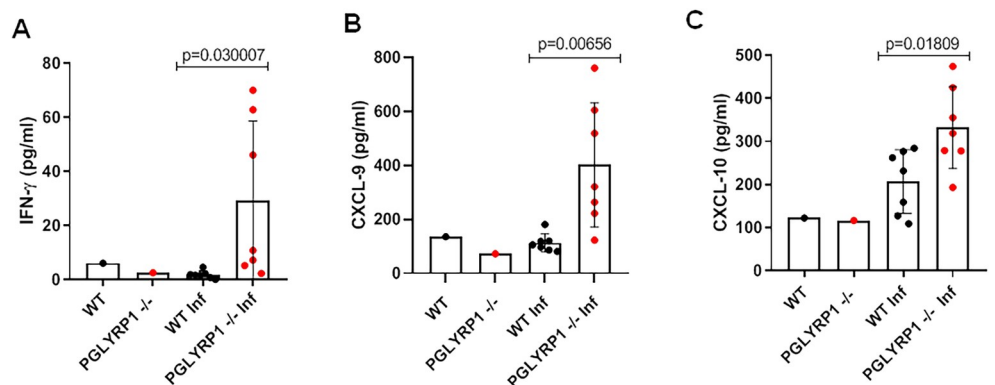 A
p=0.030007
IFN-γ (pg/ml)
80
60
40
20
0
WT
PGLYRP1 -/-
WT Inf
PGLYRP1 -/- Inf
B
p=0.00656
CXCL-9 (pg/ml)
800
600
400
200
0
WT
PGLYRP1 -/-
WT Inf
PGLYRP1 -/- Inf
C
p=0.01809
CXCL-10 (pg/ml)
500
400
300
200
100
0
WT
PGLYRP1 -/-
WT Inf
PGLYRP1 -/- Inf